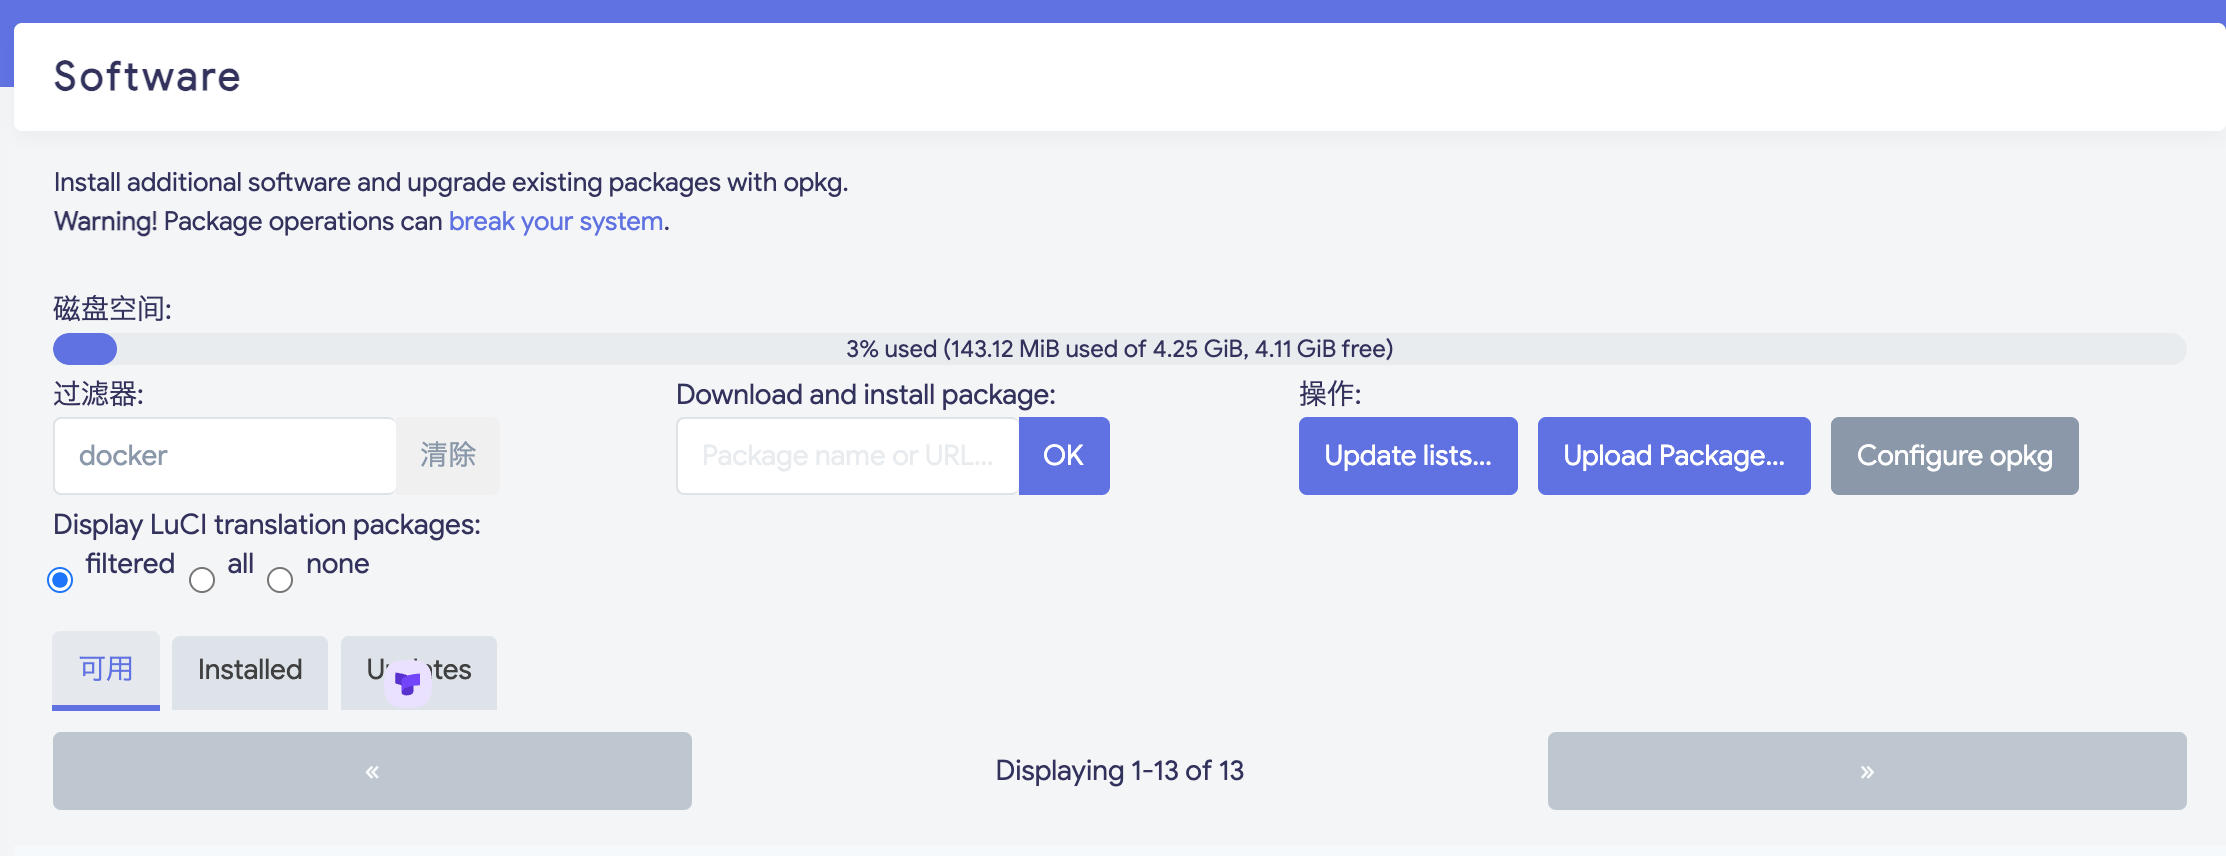 Software
Install additional software and upgrade existing packages with opkg.
Warning! Package operations can break your system.
磁盘空间:
3% used (143.12 MiB used of 4.25 GiB, 4.11 GiB free)
过滤器:
docker
清除
Download and install package:
Package name or URL...
OK
操作:
Update lists...
Upload Package...
Configure opkg
Display LuCI translation packages:
filtered all none
可用 Installed
« Displaying 1-13 of 13 »